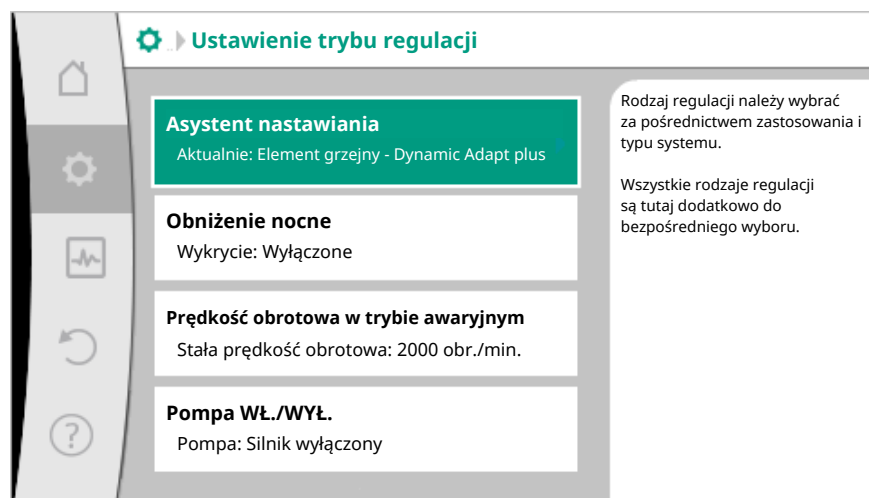 Ustawienie trybu regulacji
Asystent nastawiania
Aktualnie: Element grzejny - Dynamic Adapt plus
Obniżenie nocne
Wykrycie: Wyłączone
Prędkość obrotowa w trybie awaryjnym
Stała prędkość obrotowa: 2000 obr./min.
Pompa WŁ./WYŁ.
Pompa: Silnik wyłączony
Rodzaj regulacji należy wybrać
za pośrednictwem zastosowania i
typu systemu.
Wszystkie rodzaje regulacji
są tutaj dodatkowo do
bezpośredniego wyboru.